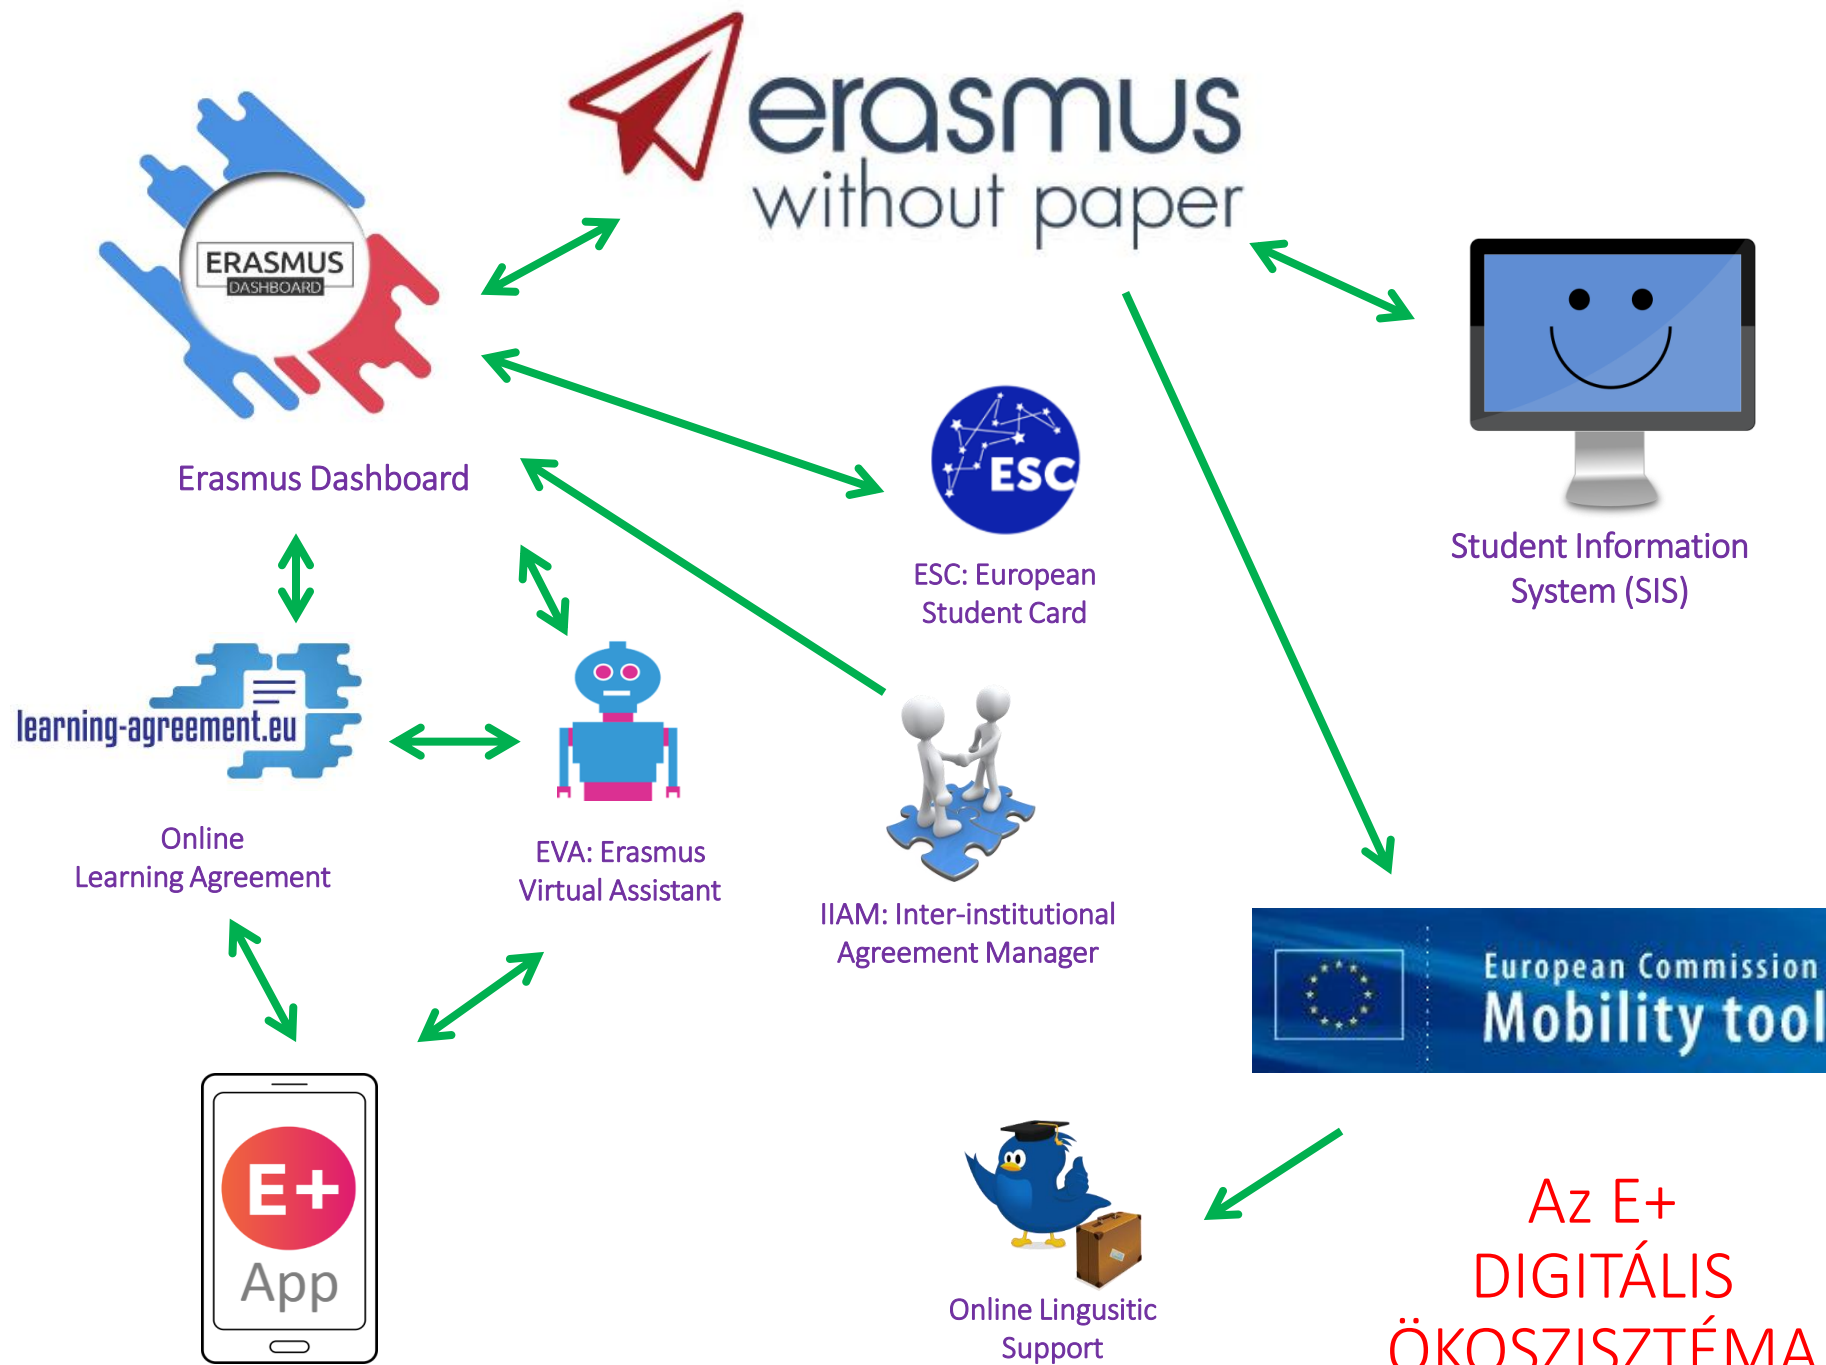 erasmus
without paper
ERASMUS
DASHBOARD
Erasmus Dashboard
ESC
ESC: European
Student Card
Student Information
System (SIS)
learning-agreement.eu
Online
Learning Agreement
EVA: Erasmus
Virtual Assistant
IIAM: Inter-institutional
Agreement Manager
European Commission
Mobility tool
E+
App
Online Lingusitic
Support
Az E+
DIGITÁLIS
ÖKOSZISZTÉMA